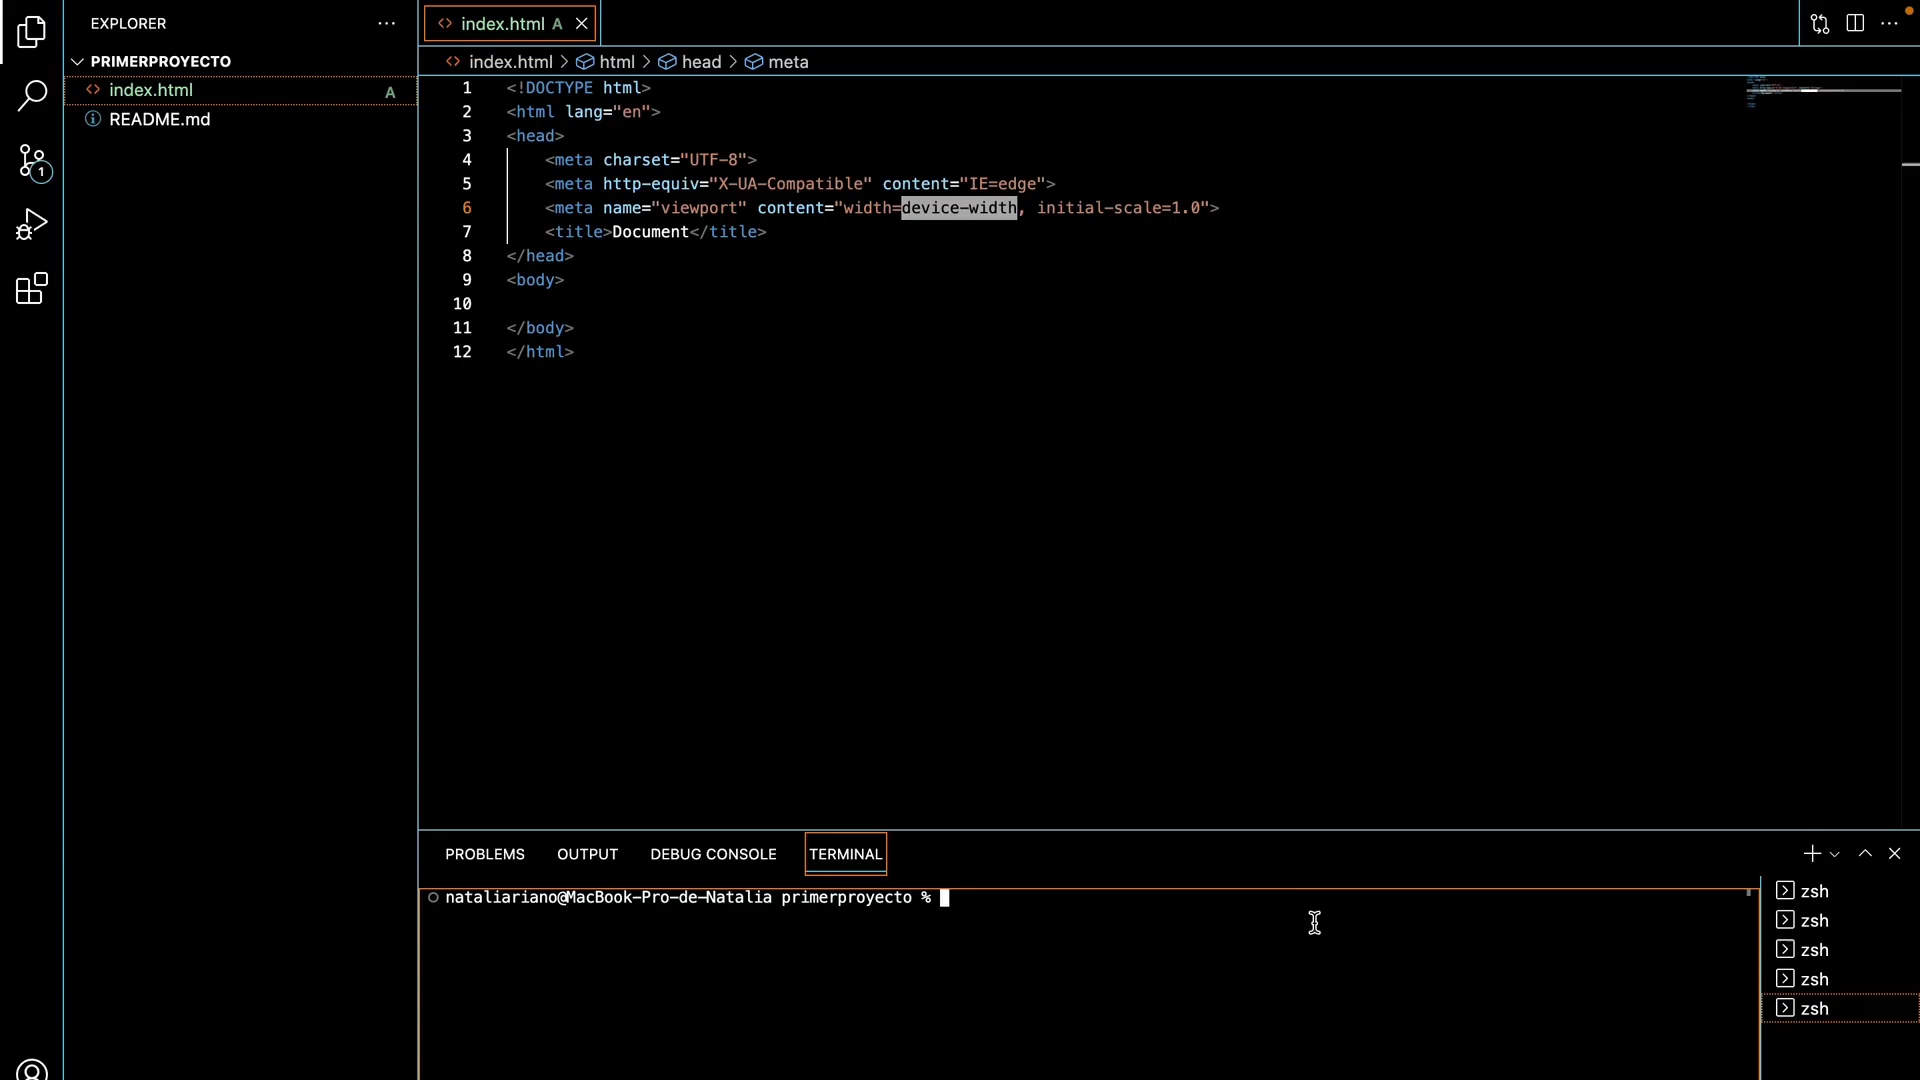 EXPLORER
PRIMERPROYECTO
index.html A
README.md
1
index.html A
index.html > html > head > meta
1 <!DOCTYPE html>
2 <html lang="en">
3 <head>
4 <meta charset="UTF-8">
5 <meta http-equiv="X-UA-Compatible" content="IE=edge">
6 <meta name="viewport" content="width=device-width, initial-scale=1.0">
7 <title>Document</title>
8 </head>
9 <body>
10
11 </body>
12 </html>
PROBLEMS OUTPUT DEBUG CONSOLE TERMINAL
nataliariano@MacBook-Pro-de-Natalia primerproyecto %
zsh
zsh
zsh
zsh
zsh